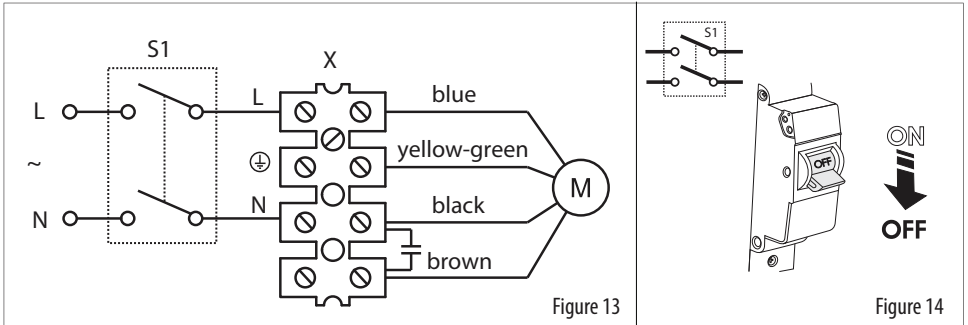 S1
X
L
L
blue
yellow-green
~
M
N
N
black
brown
Figure 13
S1
OFF
ON
OFF
Figure 14